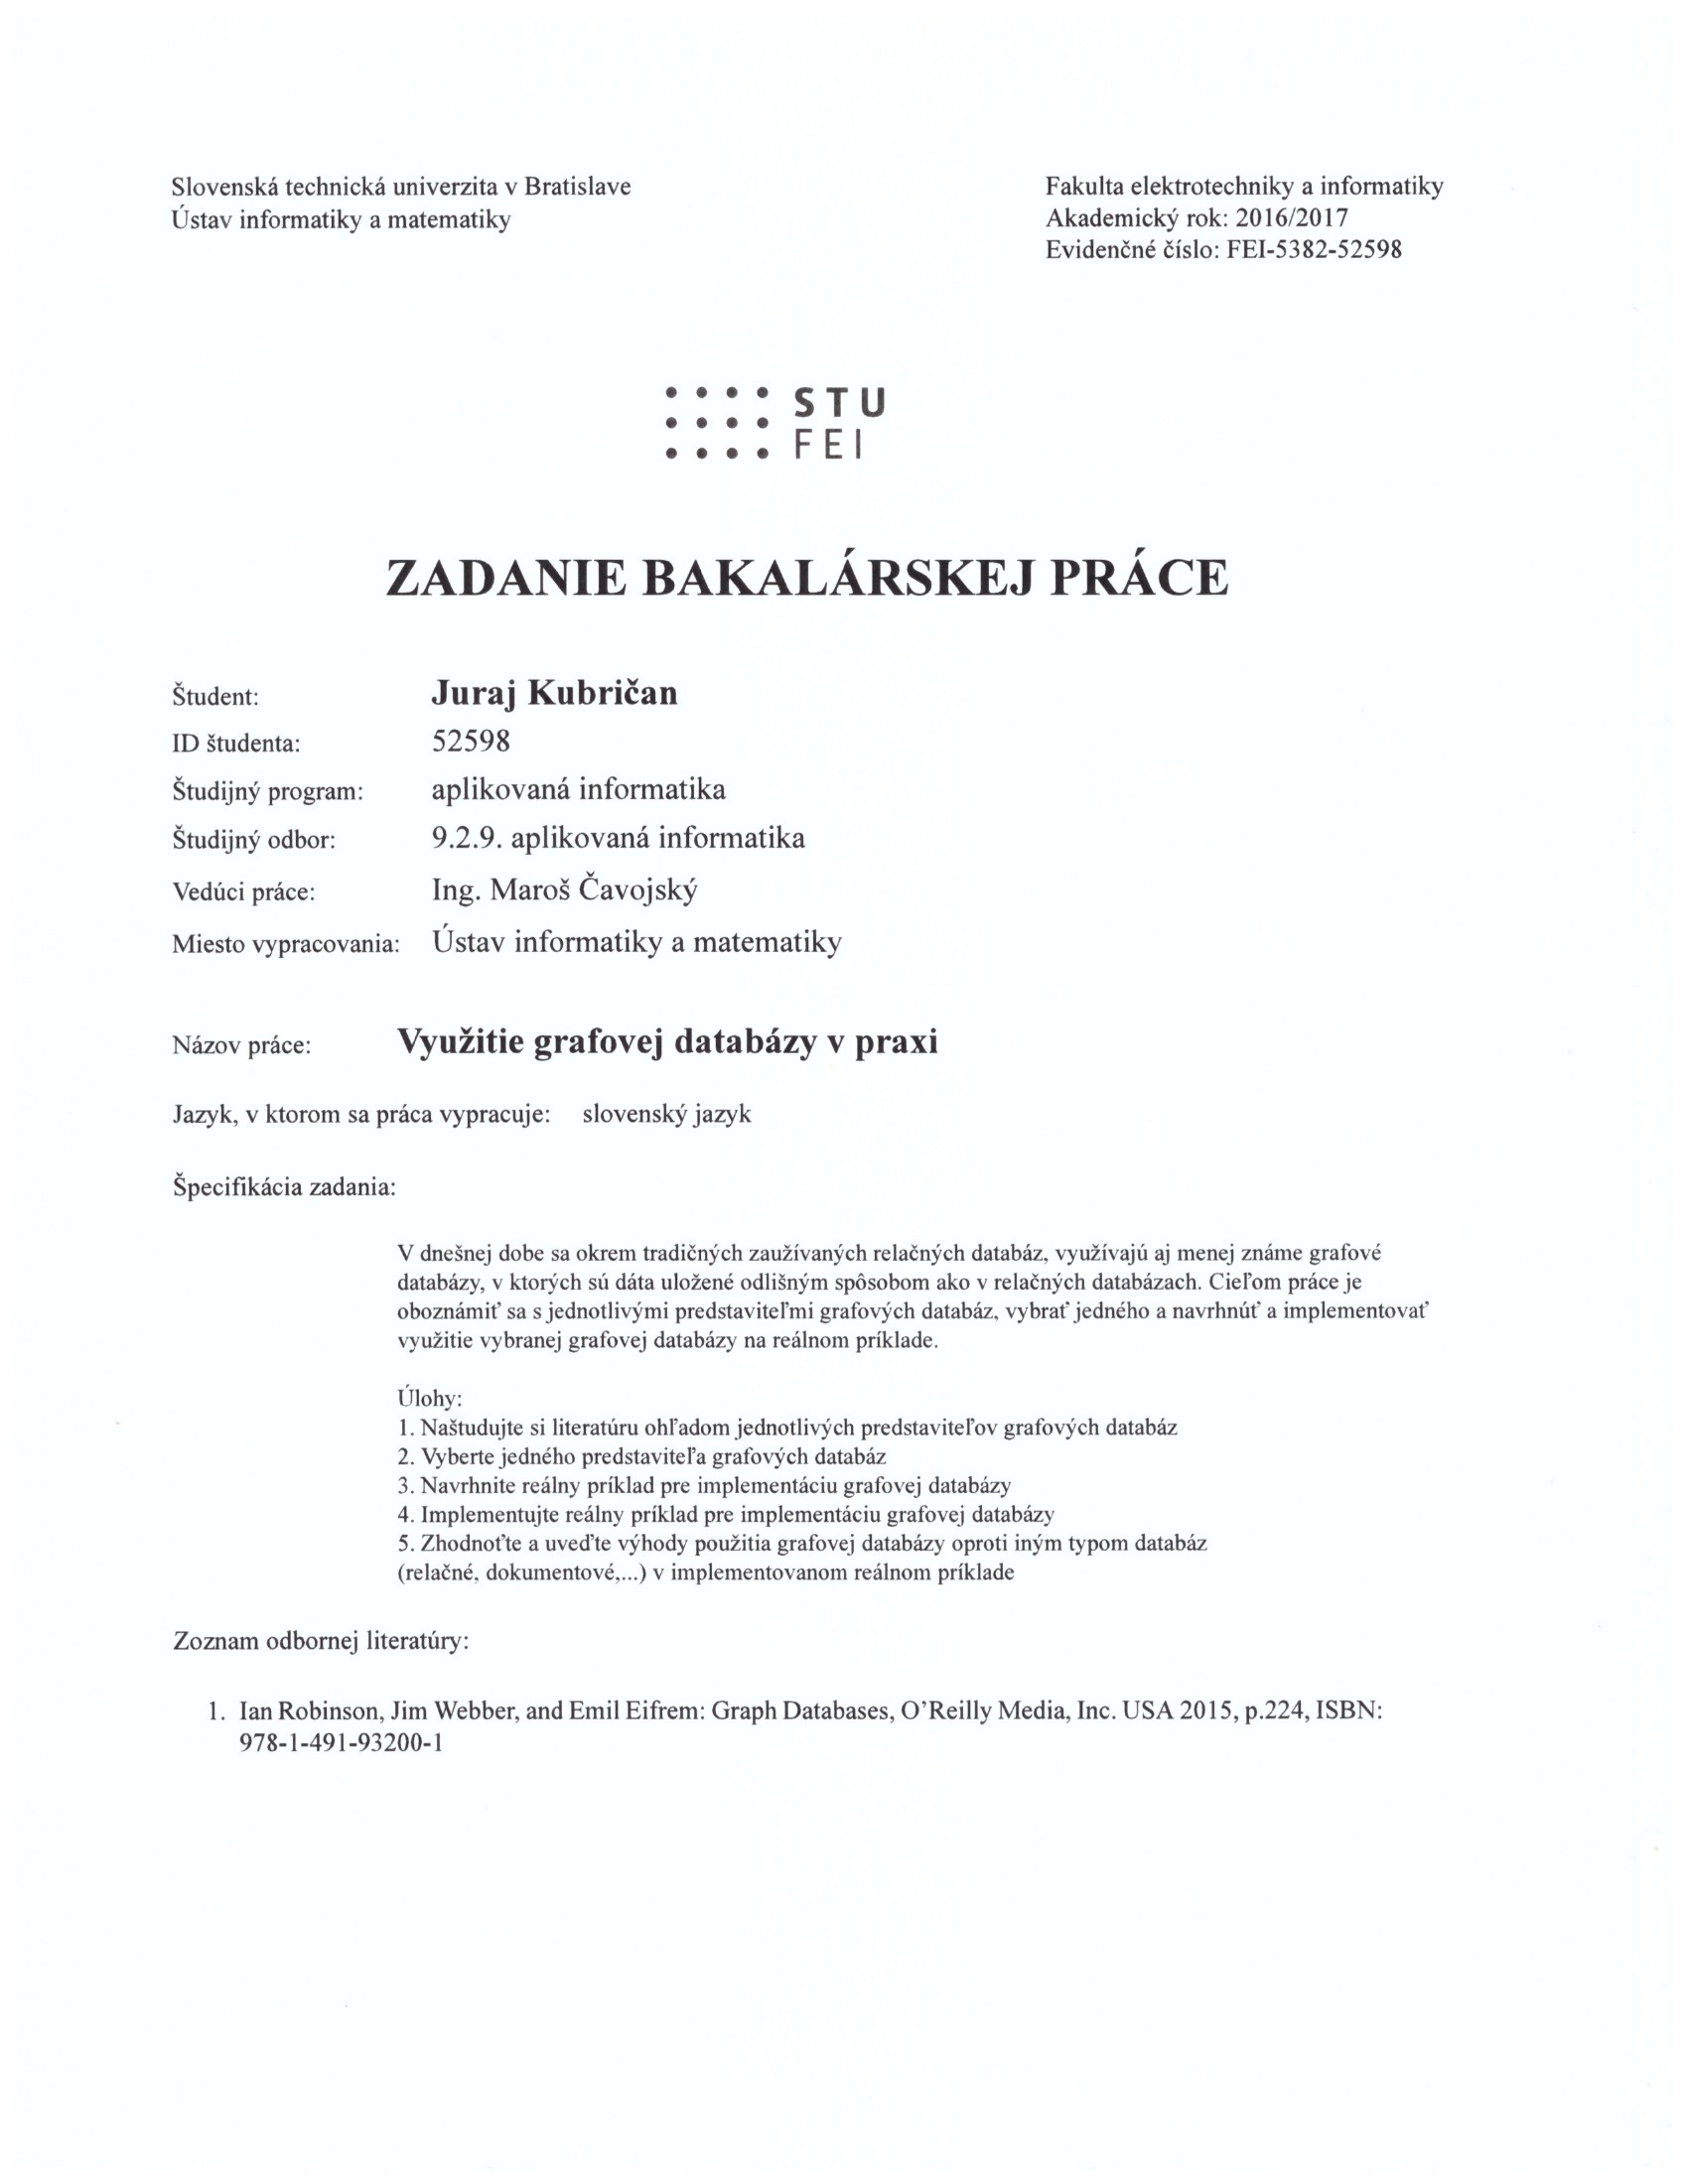 Slovenská technická univerzita v Bratislave
Ústav informatiky a matematiky
Fakulta elektrotechniky a informatiky
Akademický rok: 2016/2017
Evidenčné číslo: FEI-5382-52598
STU
FEI
ZADANIE BAKALÁRSKEJ PRÁCE
Študent: Juraj Kubričan
ID študenta: 52598
Študijný program: aplikovaná informatika
Študijný odbor: 9.2.9. aplikovaná informatika
Vedúci práce: Ing. Maroš Čavojský
Miesto vypracovania: Ústav informatiky a matematiky
Názov práce: Využitie grafovej databázy v praxi
Jazyk, v ktorom sa práca vypracuje: slovenský jazyk
Špecifikácia zadania:
V dnešnej dobe sa okrem tradičných zaužívaných relačných databáz, využívajú aj menej známe grafové
databázy, v ktorých sú dáta uložené odlišným spôsobom ako v relačných databázach. Cieľom práce je
oboznámiť sa s jednotlivými predstaviteľmi grafových databáz, vybrať jedného a navrhnúť a implementovať
využitie vybranej grafovej databázy na reálnom príklade.
Úlohy:
1. Naštudujte si literatúru ohľadom jednotlivých predstaviteľov grafových databáz
2. Vyberte jedného predstaviteľa grafových databáz
3. Navrhnite reálny príklad pre implementáciu grafovej databázy
4. Implementujte reálny príklad pre implementáciu grafovej databázy
5. Zhodnoťte a uveďte výhody použitia grafovej databázy oproti iným typom databáz
(relačné, dokumentové,...) v implementovanom reálnom príklade
Zoznam odbornej literatúry:
1. Ian Robinson, Jim Webber, and Emil Eifrem: Graph Databases, O’Reilly Media, Inc. USA 2015, p.224, ISBN:
978-1-491-93200-1